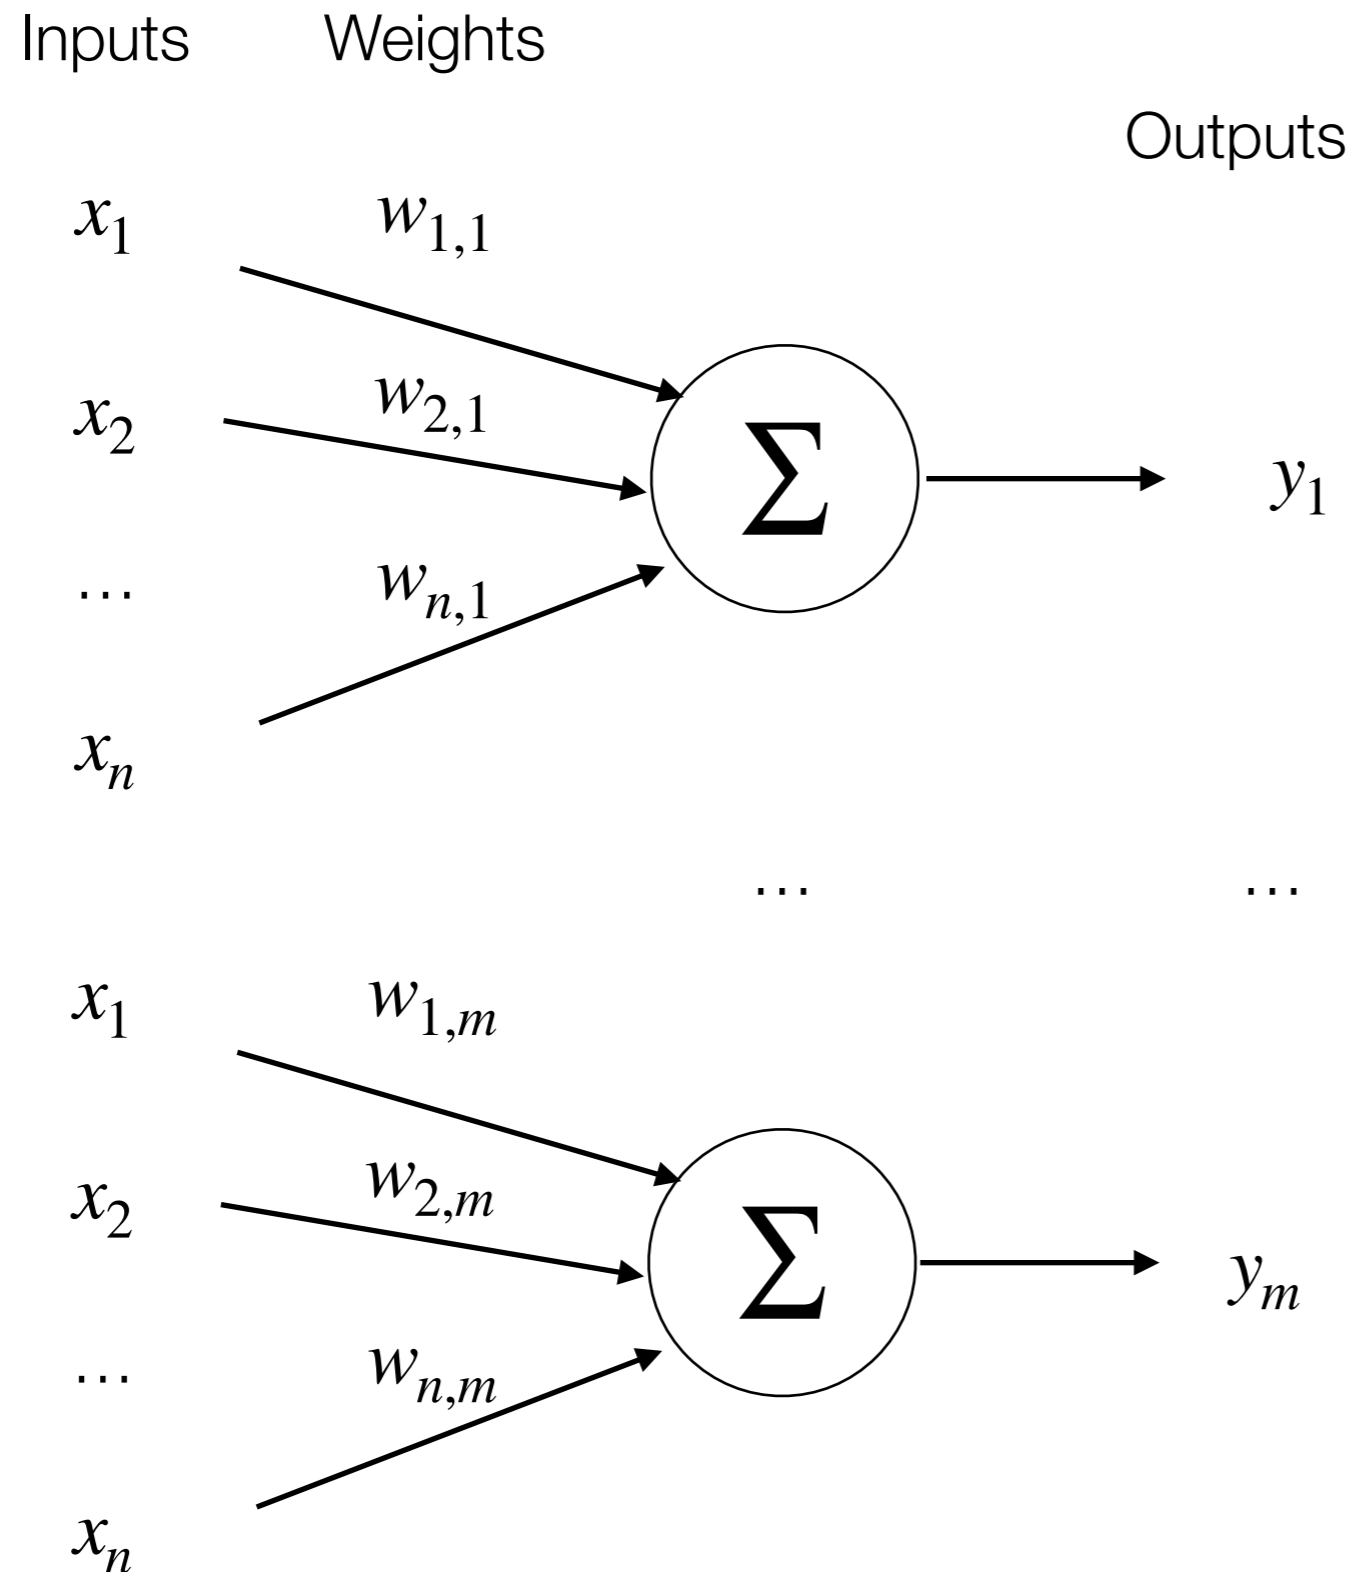 Inputs Weights
Outputs
x₁ w₁,₁
x₂ w₂,₁
Σ y₁
… wₙ,₁
xₙ
… …
x₁ w₁,ₘ
x₂ w₂,ₘ
Σ yₘ
… wₙ,ₘ
xₙ